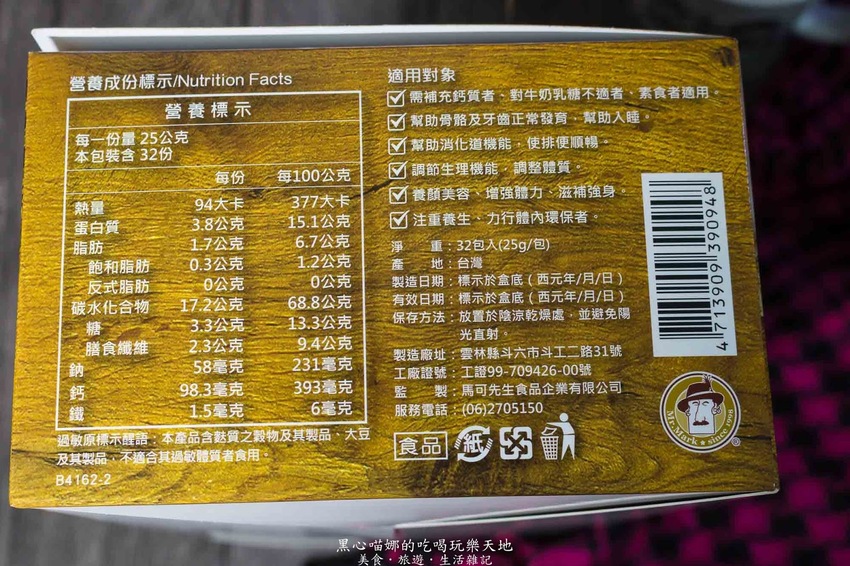 營養成份標示/Nutrition Facts
營養標示
每一份量 25公克
本包裝含 32份
每份 每100公克
熱量 94大卡 377大卡
蛋白質 3.8公克 15.1公克
脂肪 1.7公克 6.7公克
飽和脂肪 0.3公克 1.2公克
反式脂肪 0公克 0公克
碳水化合物 17.2公克 68.8公克
糖 3.3公克 13.3公克
膳食纖維 2.3公克 9.4公克
鈉 58毫克 231毫克
鈣 98.3毫克 393毫克
鐵 1.5毫克 6毫克
過敏原標示醒語：本產品含麩質之穀物及其製品、大豆
及其製品，不適合其過敏體質者食用。
B4162-2
適用對象
需補充鈣質者、對牛奶乳糖不適者、素食者適用。
幫助骨骼及牙齒正常發育，幫助入睡。
幫助消化道機能，使排便順暢。
調節生理機能，調整體質。
養顏美容、增強體力、滋補強身。
注重養生、力行體內環保者。
淨 重：32包入(25g/包)
產 地：台灣
製造日期：標示於盒底（西元年/月/日）
有效日期：標示於盒底（西元年/月/日）
保存方法：放置於陰涼乾燥處，並避免陽
光直射。
製造廠址：雲林縣斗六市斗工二路31號
工廠證號：工證99-709426-00號
監 製：馬可先生食品企業有限公司
服務電話：(06)2705150
食品
紙
4 713909 390948
Mr. Mark ★ since 1998
®
黑心喵娜的吃喝玩樂天地
美食·旅遊·生活雜記